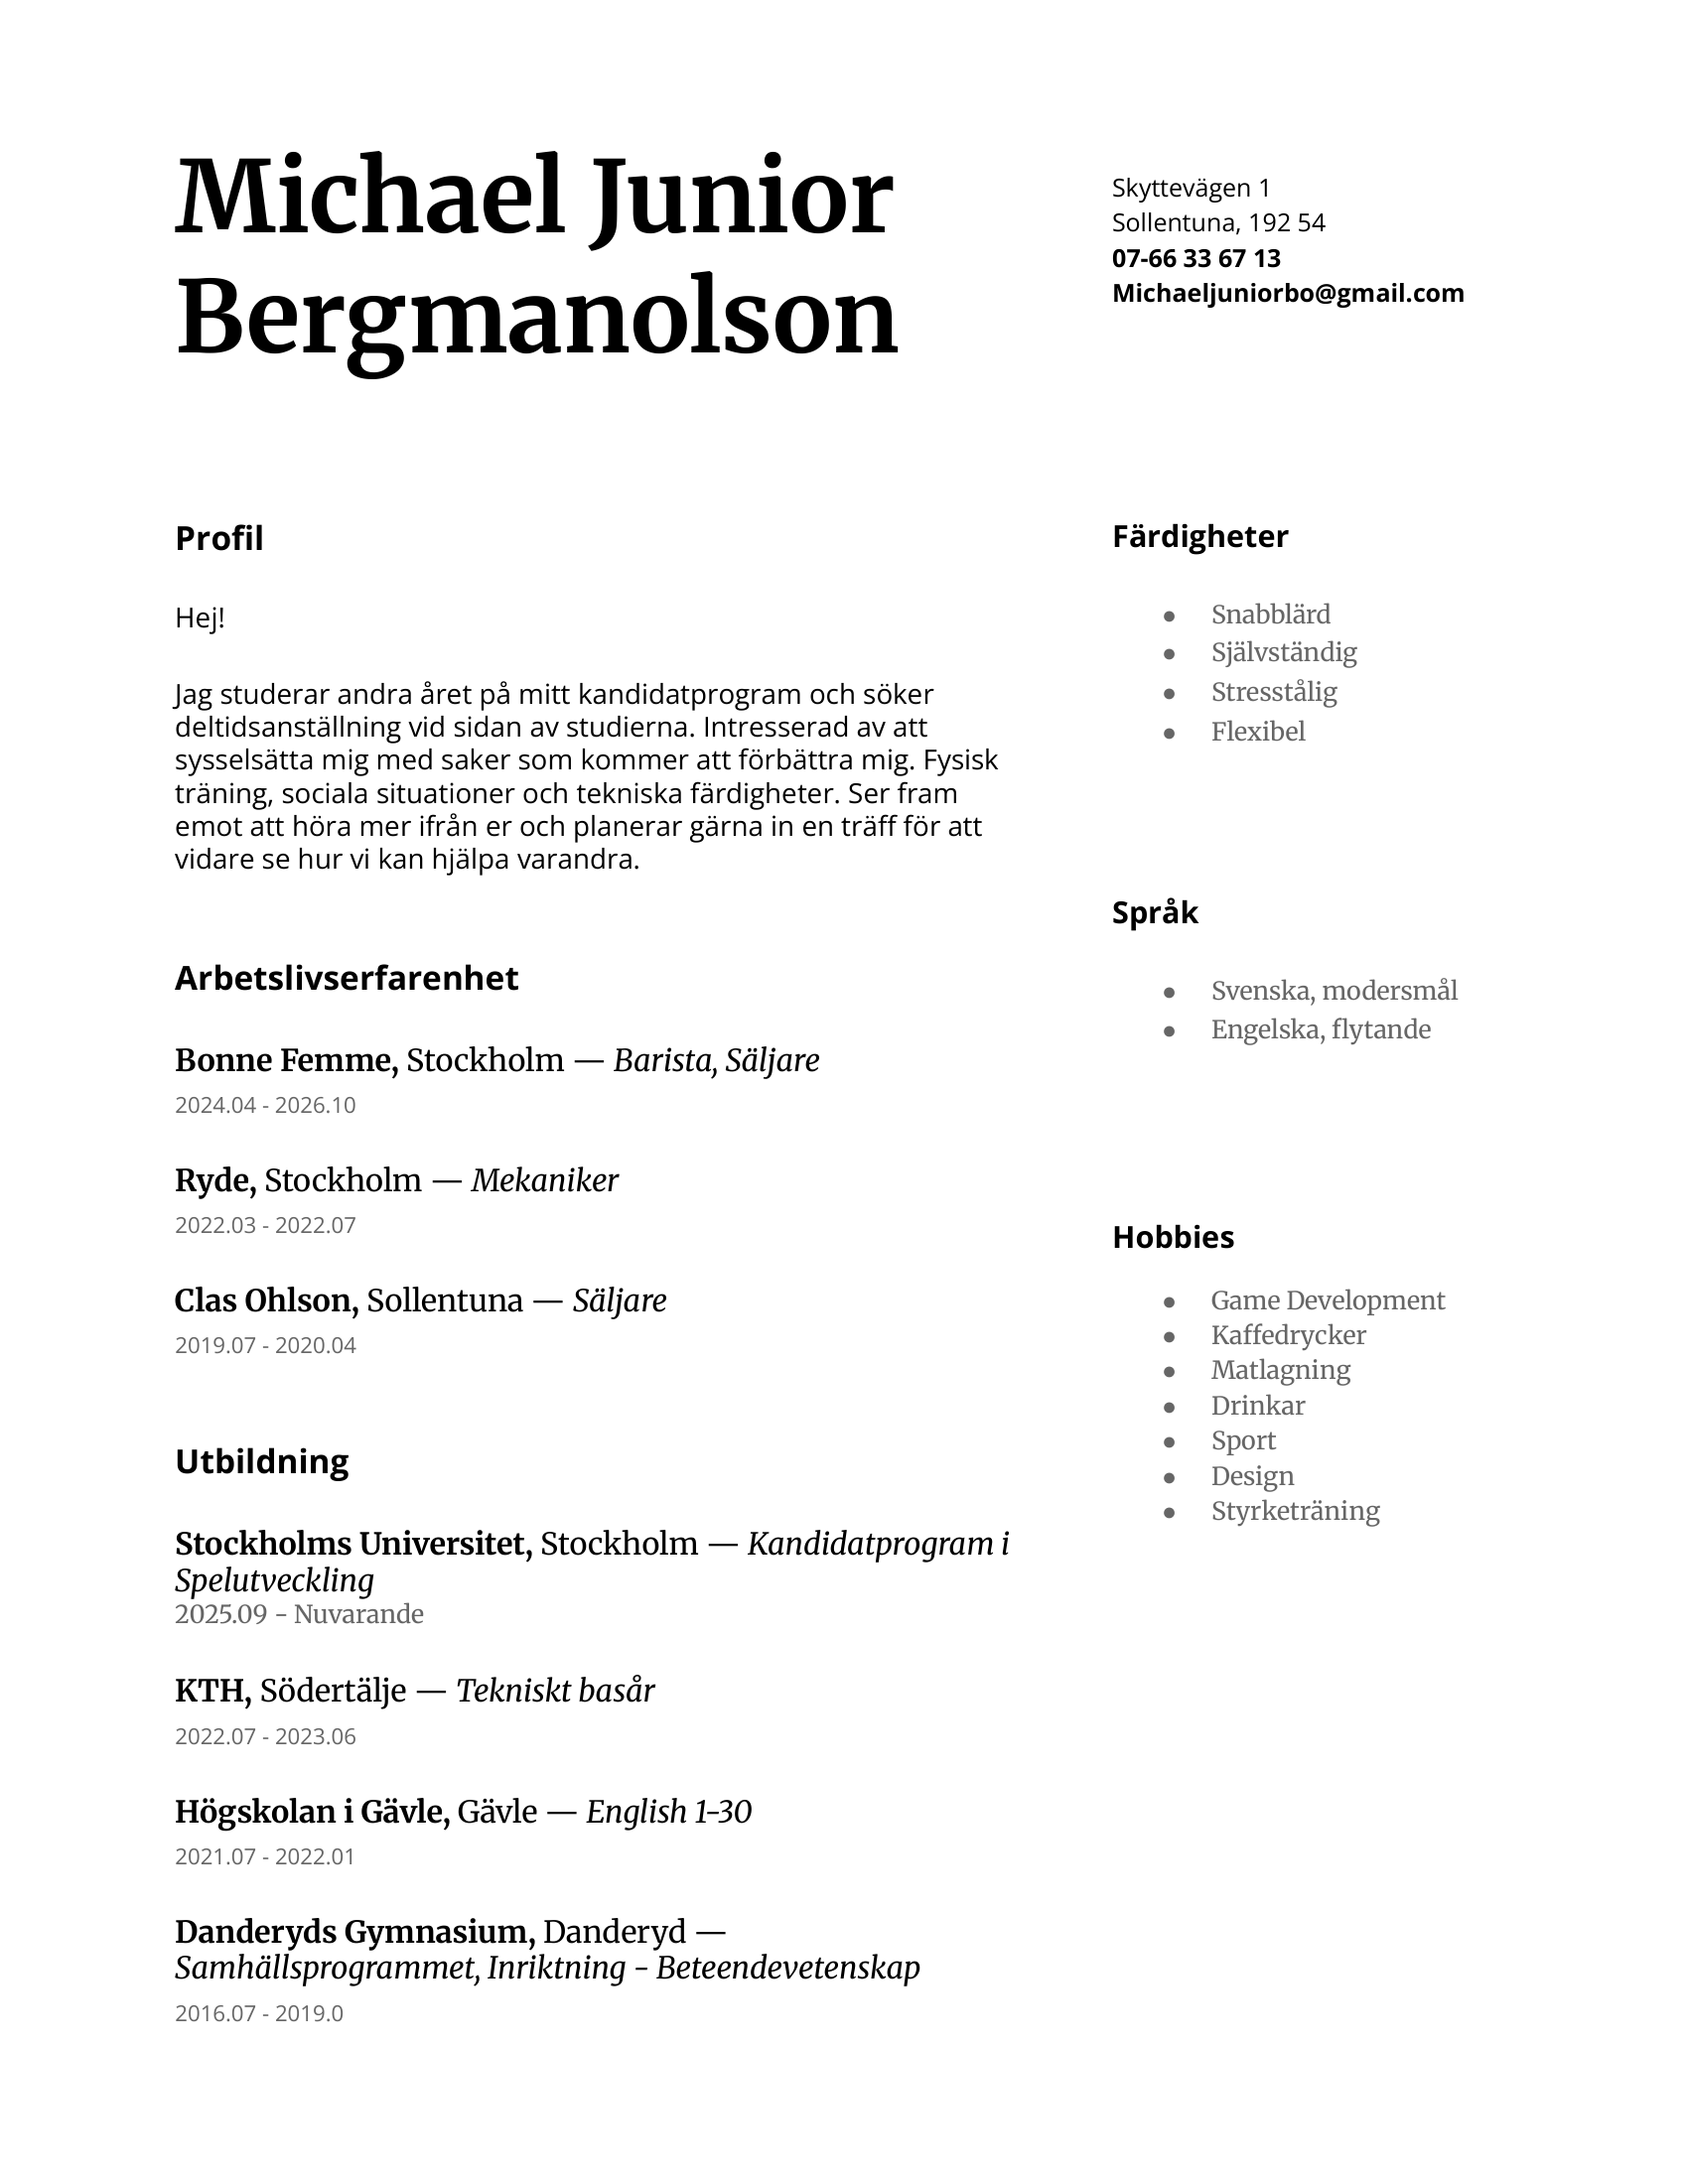 Michael Junior
Bergmanolson
Skyttevägen 1
Sollentuna, 192 54
07-66 33 67 13
Michaeljuniorbo@gmail.com
Profil
Hej!
Jag studerar andra året på mitt kandidatprogram och söker
deltidsanställning vid sidan av studierna. Intresserad av att
sysselsätta mig med saker som kommer att förbättra mig. Fysisk
träning, sociala situationer och tekniska färdigheter. Ser fram
emot att höra mer ifrån er och planerar gärna in en träff för att
vidare se hur vi kan hjälpa varandra.
Arbetslivserfarenhet
Bonne Femme, Stockholm — Barista, Säljare
2024.04 - 2026.10
Ryde, Stockholm — Mekaniker
2022.03 - 2022.07
Clas Ohlson, Sollentuna — Säljare
2019.07 - 2020.04
Utbildning
Stockholms Universitet, Stockholm — Kandidatprogram i
Spelutveckling
2025.09 - Nuvarande
KTH, Södertälje — Tekniskt basår
2022.07 - 2023.06
Högskolan i Gävle, Gävle — English 1-30
2021.07 - 2022.01
Danderyds Gymnasium, Danderyd —
Samhällsprogrammet, Inriktning - Beteendevetenskap
2016.07 - 2019.0
Färdigheter
● Snabblärd
● Självständig
● Stresstålig
● Flexibel
Språk
● Svenska, modersmål
● Engelska, flytande
Hobbies
● Game Development
● Kaffedrycker
● Matlagning
● Drinkar
● Sport
● Design
● Styrketräning